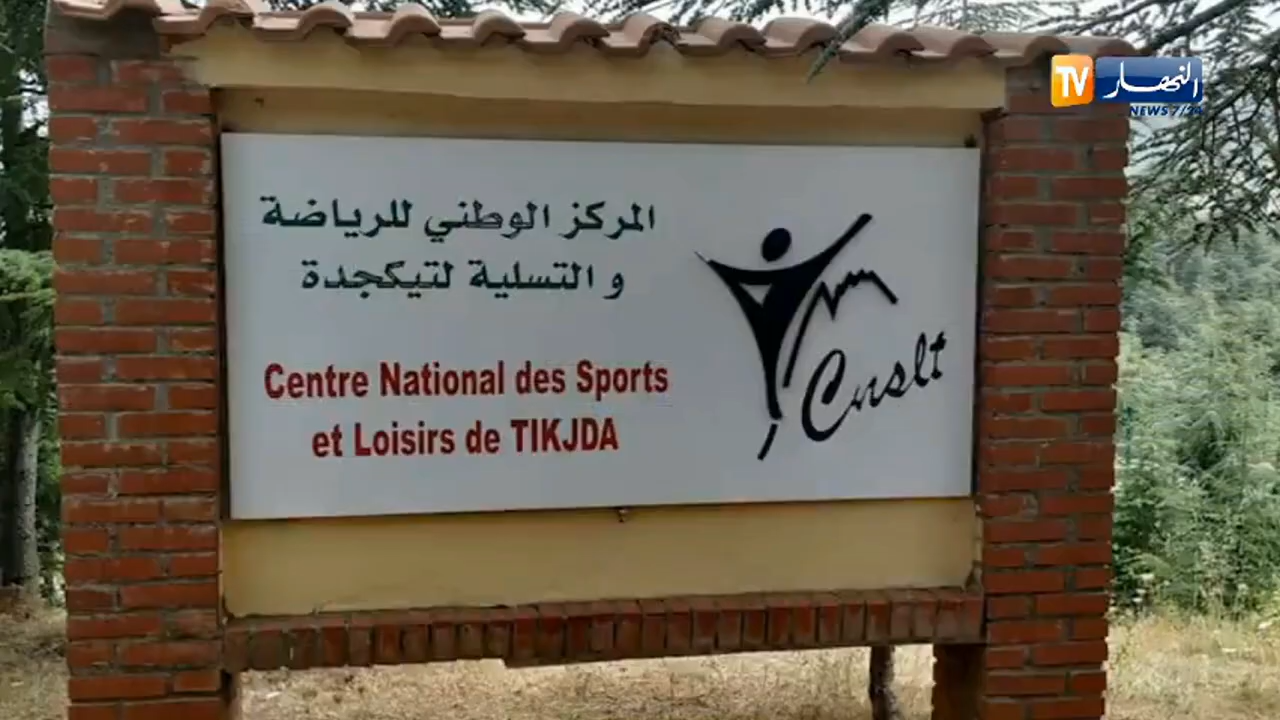 TV النهار
NEWS 7/24
المركز الوطني للرياضة
و التسلية لتيكجدة
Centre National des Sports
et Loisirs de TIKJDA
Cnslt